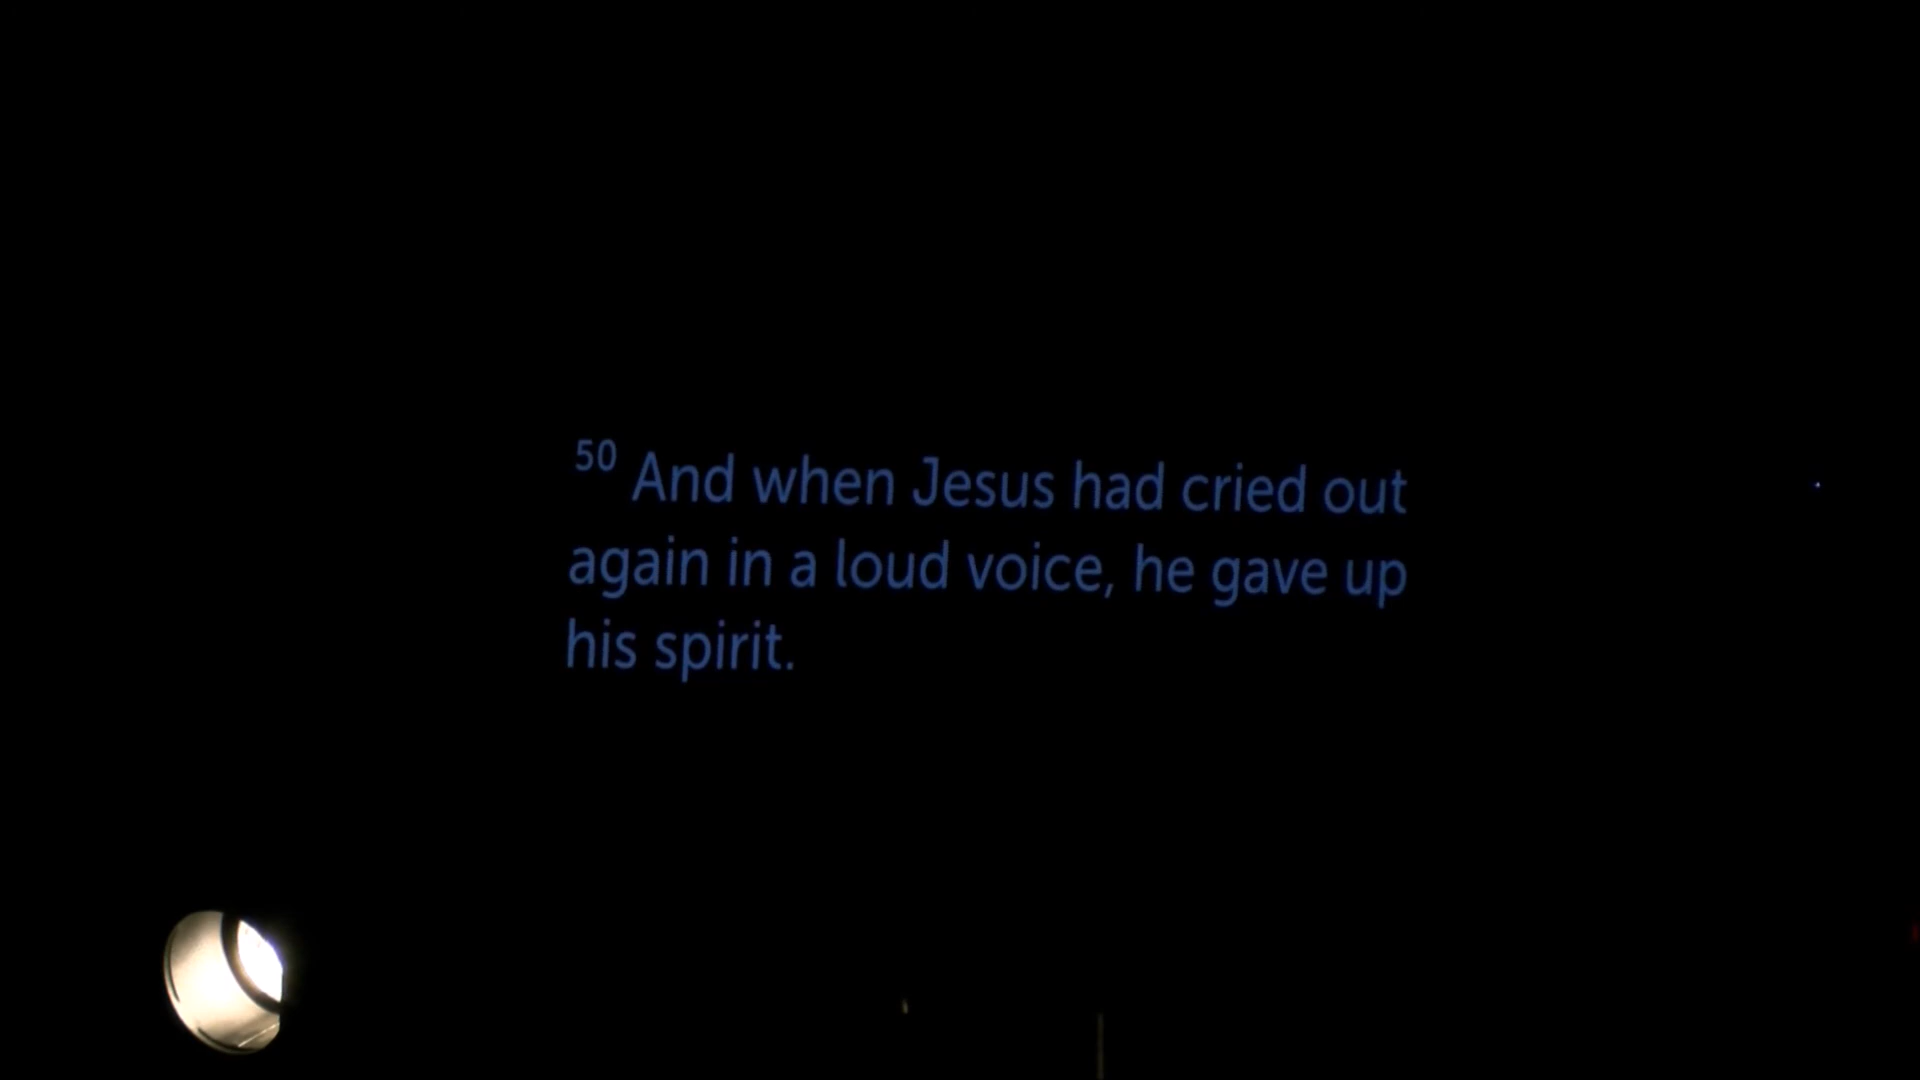 50 And when Jesus had cried out
again in a loud voice, he gave up
his spirit.